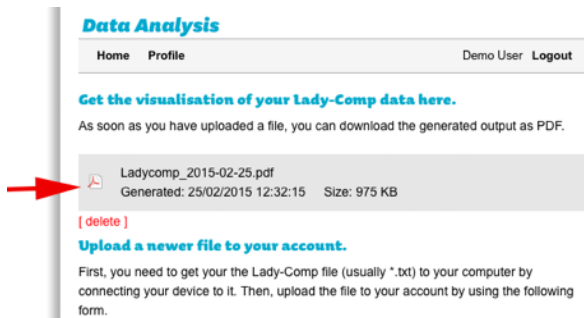 Data Analysis
Home Profile Demo User Logout
Get the visualisation of your Lady-Comp data here.
As soon as you have uploaded a file, you can download the generated output as PDF.
Ladycomp_2015-02-25.pdf
Generated: 25/02/2015 12:32:15 Size: 975 KB
[ delete ]
Upload a newer file to your account.
First, you need to get your the Lady-Comp file (usually *.txt) to your computer by
connecting your device to it. Then, upload the file to your account by using the following
form.